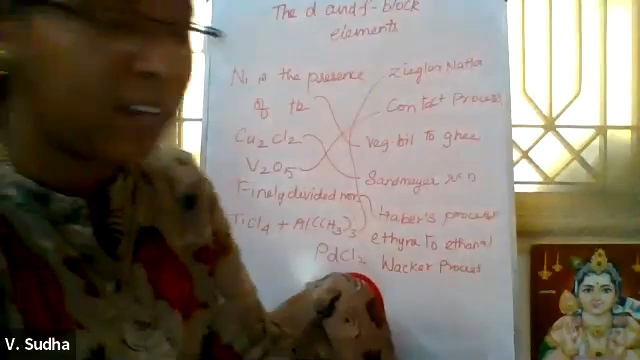 The d and f-block
elements
Ni in the presence Ziegler Natta
of H2 Contact Process
Cu2Cl2 Veg. oil to ghee
V2O5 Sandmeyer rxn
Finely divided iron Haber's process
TiCl4 + Al(CH3)3 ethyne to ethanal
PdCl2 Wacker Process
V. Sudha